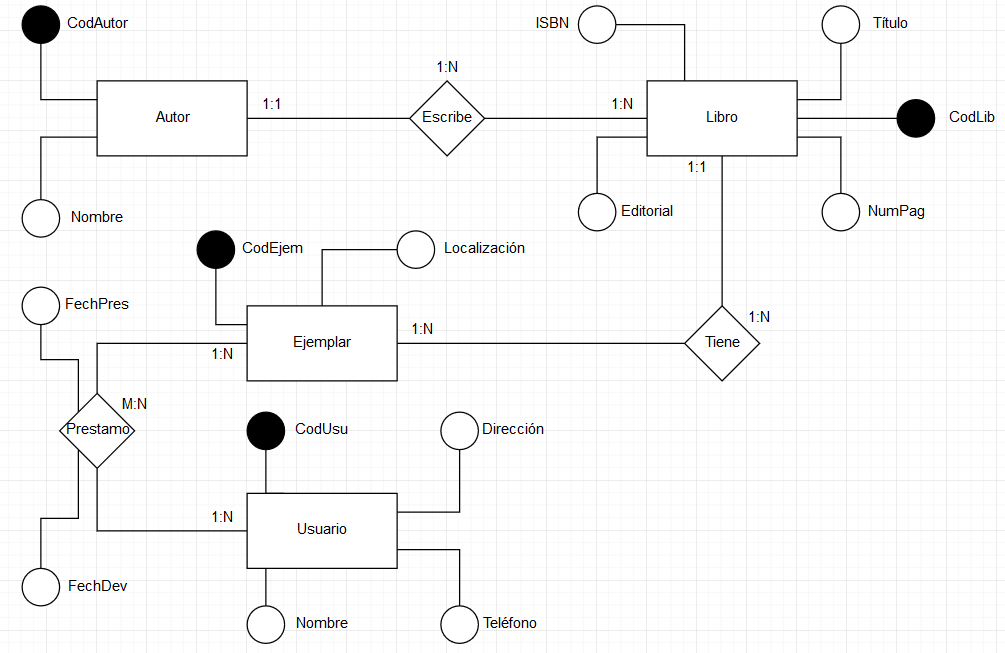 CodAutor
ISBN
Título
1:N
1:1
1:N
Autor
Escribe
Libro
CodLib
1:1
Nombre
Editorial
NumPag
CodEjem
Localización
FechPres
1:N
1:N
Ejemplar
Tiene
1:N
M:N
Prestamo
CodUsu
Dirección
1:N
Usuario
FechDev
Nombre
Teléfono